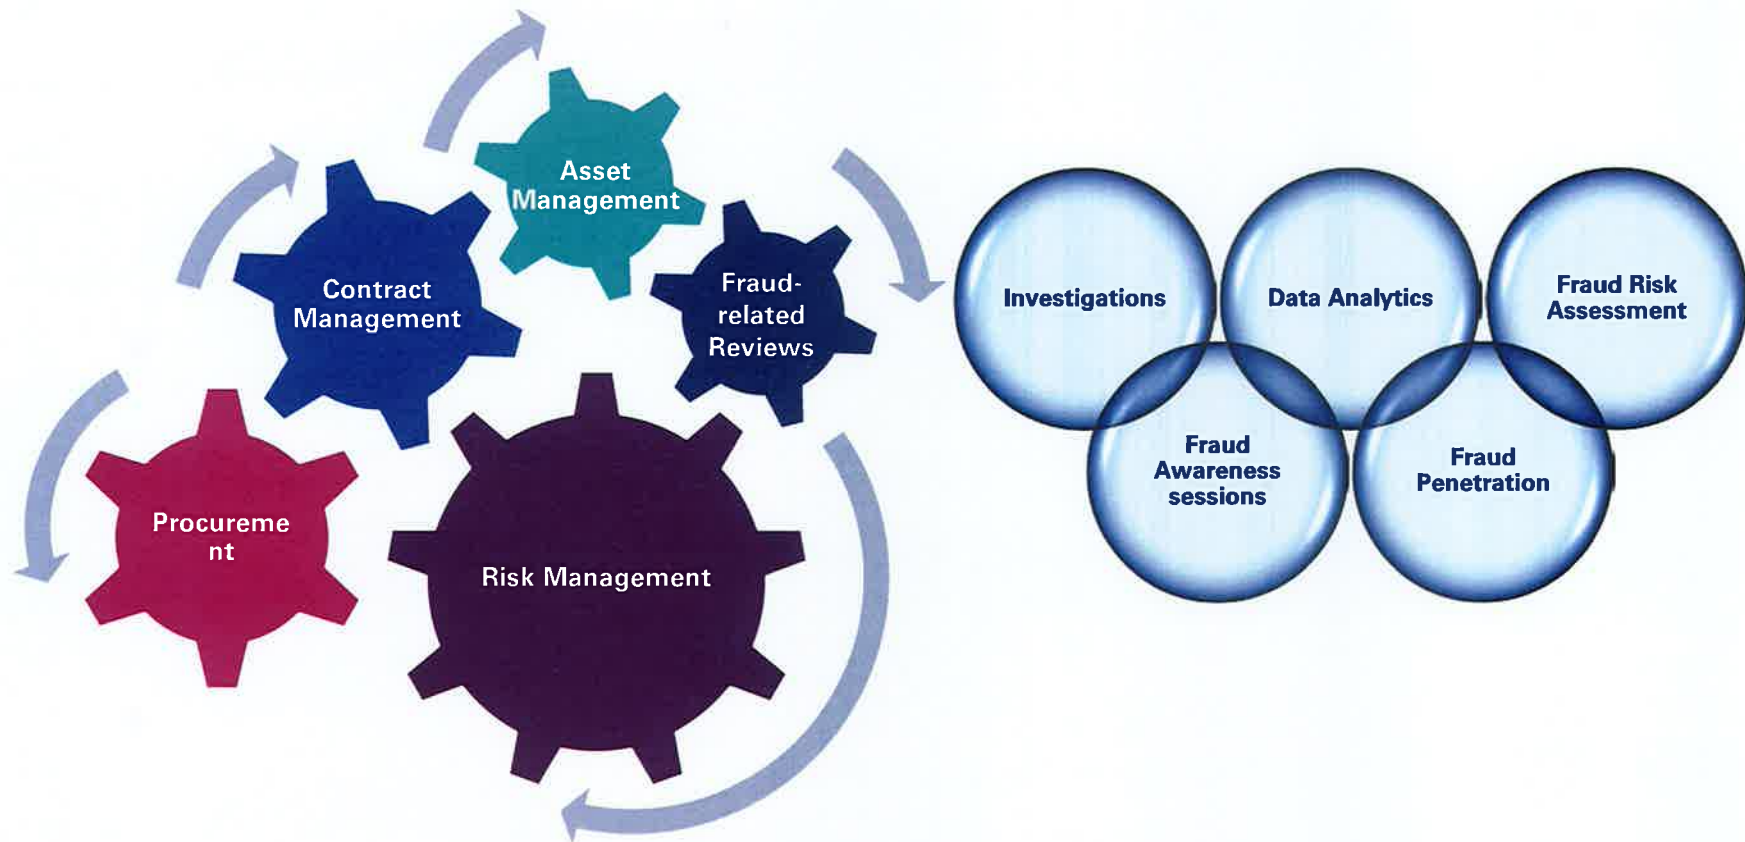 Asset
Management
Contract
Management
Fraud-
related
Reviews
Procureme
nt
Risk Management
Investigations
Data Analytics
Fraud Risk
Assessment
Fraud
Awareness
sessions
Fraud
Penetration